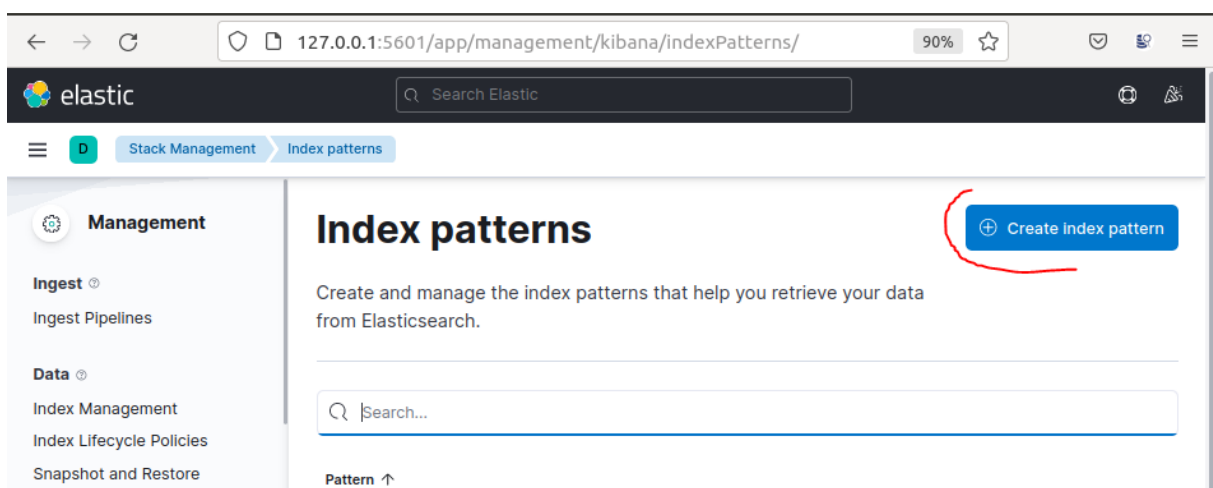 127.0.0.1:5601/app/management/kibana/indexPatterns/ 90%
elastic Search Elastic
D Stack Management Index patterns
Management
Ingest
Ingest Pipelines
Data
Index Management
Index Lifecycle Policies
Snapshot and Restore
Index patterns
Create index pattern
Create and manage the index patterns that help you retrieve your data
from Elasticsearch.
Search...
Pattern